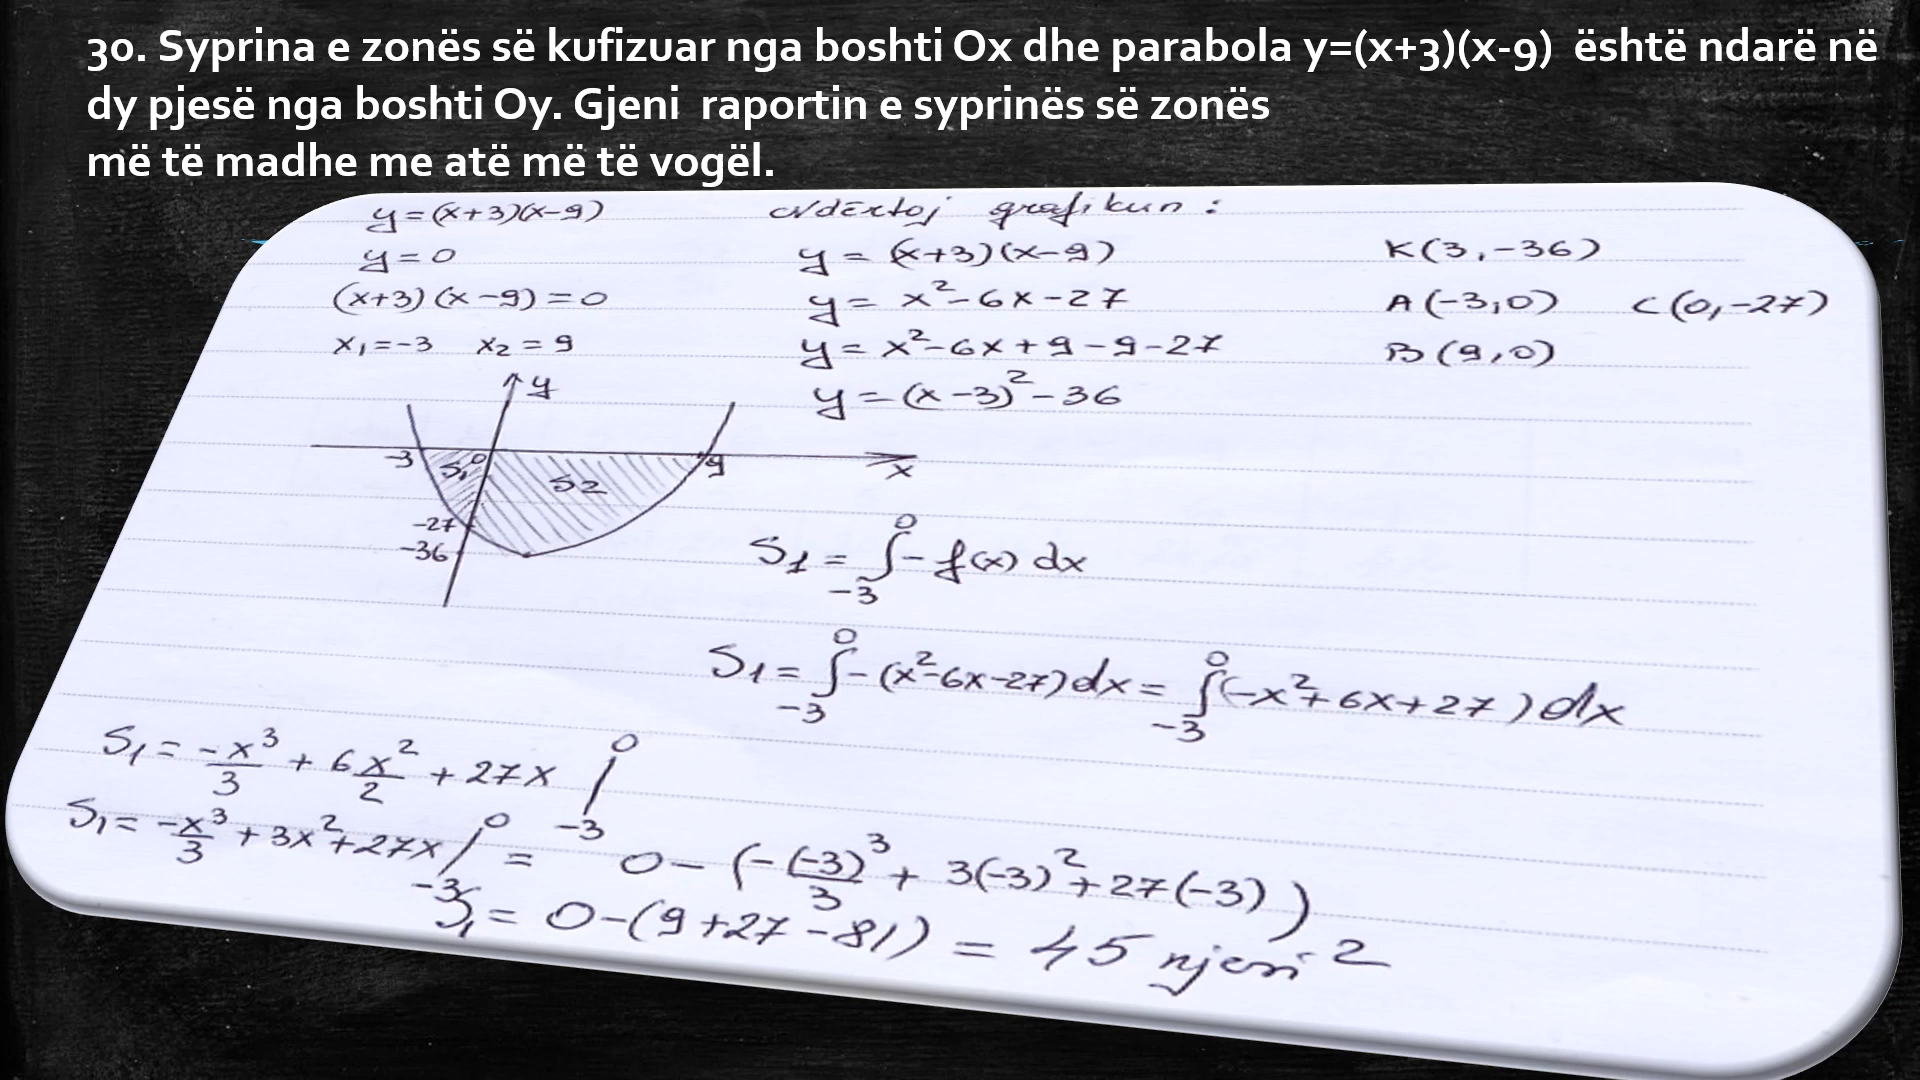 30. Syprina e zonës së kufizuar nga boshti Ox dhe parabola y=(x+3)(x-9) është ndarë në
dy pjesë nga boshti Oy. Gjeni raportin e syprinës së zonës
më të madhe me atë më të vogël.
y=(x+3)(x-9)
y=0
(x+3)(x-9)=0
x₁=-3 x₂=9
Ndërtoj grafikun:
y=(x+3)(x-9)
y=x²-6x-27
y=x²-6x+9-9-27
y=(x-3)²-36
K(3,-36)
A(-3,0) C(0,-27)
B(9,0)
y
-3 S₁ 0 S2 9 x
-27
-36
S₁=∫₋₃⁰ -f(x)dx
S₁=∫₋₃⁰ -(x²-6x-27)dx=∫₋₃⁰(-x²+6x+27)dx
S₁=-x³/3+6x²/2+27x/₋₃⁰
S₁=-x³/3+3x²+27x/₋₃⁰=0-(-(-3)³/3+3(-3)²+27(-3))
S₁=0-(9+27-81)=45 njesi²